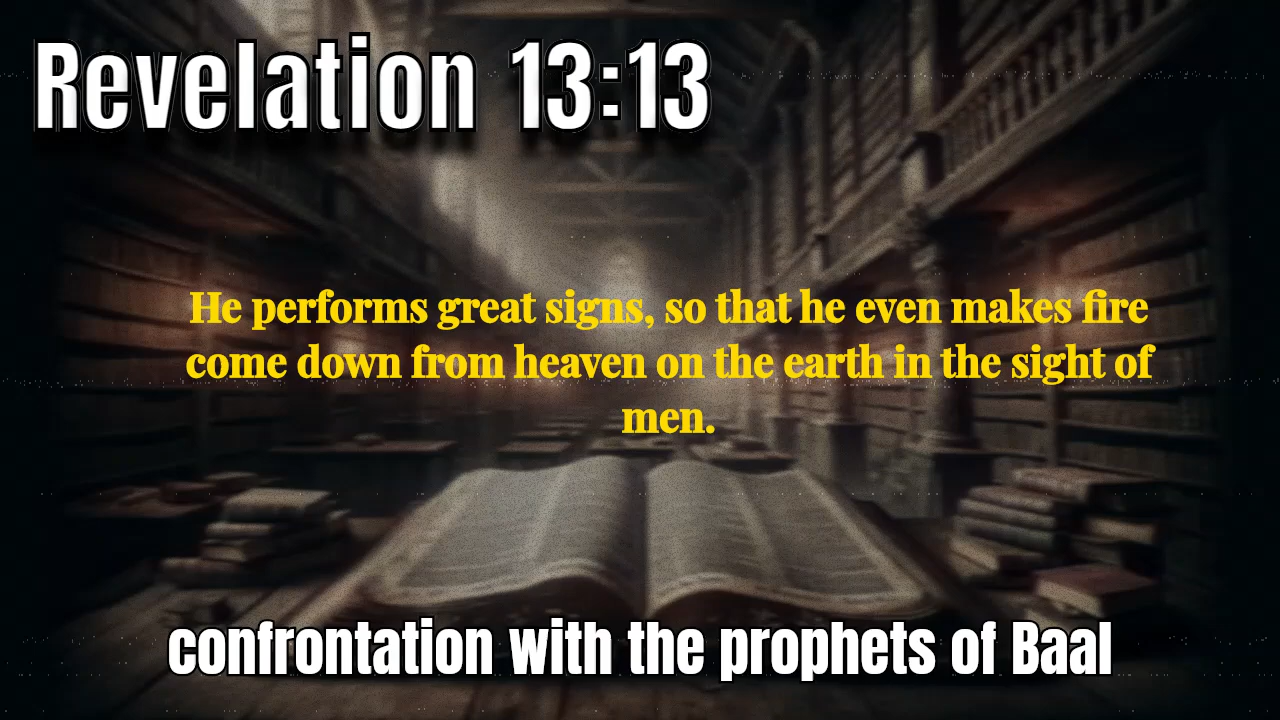 Revelation 13:13
He performs great signs, so that he even makes fire
come down from heaven on the earth in the sight of
men.
confrontation with the prophets of Baal